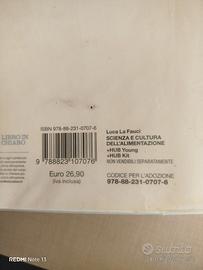 LIBRO IN
CHIARO
ISBN 978-88-231-0707-6
9 788823 107076
Euro 26,90
(iva inclusa)
Luca La Fauci
SCIENZA E CULTURA
DELL'ALIMENTAZIONE
+HUB Young
+HUB Kit
NON VENDIBILI SEPARATAMENTE
CODICE PER L'ADOZIONE
978-88-231-0707-6
REDMI NOTE 13
Subito